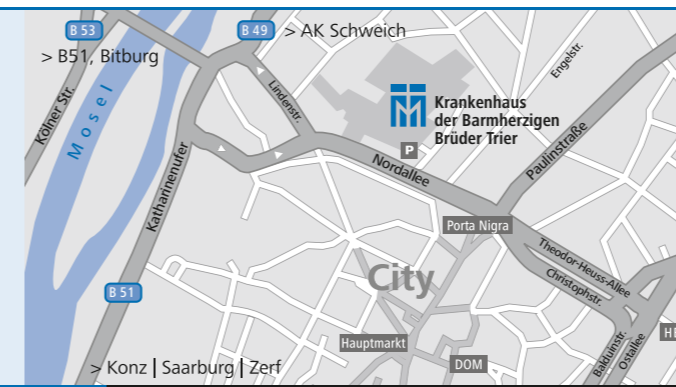 B 53
B 49 > AK Schweich
> B51, Bitburg
Kölner Str.
Mosel
Lindenstr.
Engelstr.
Krankenhaus
der Barmherzigen
Brüder Trier
P
Nordallee
Paulinstraße
Katharinenufer
Porta Nigra
Theodor-Heuss-Allee
Christophstr.
City
B 51
Hauptmarkt
Balduinstr.
Ostallee
DOM
> Konz | Saarburg | Zerf